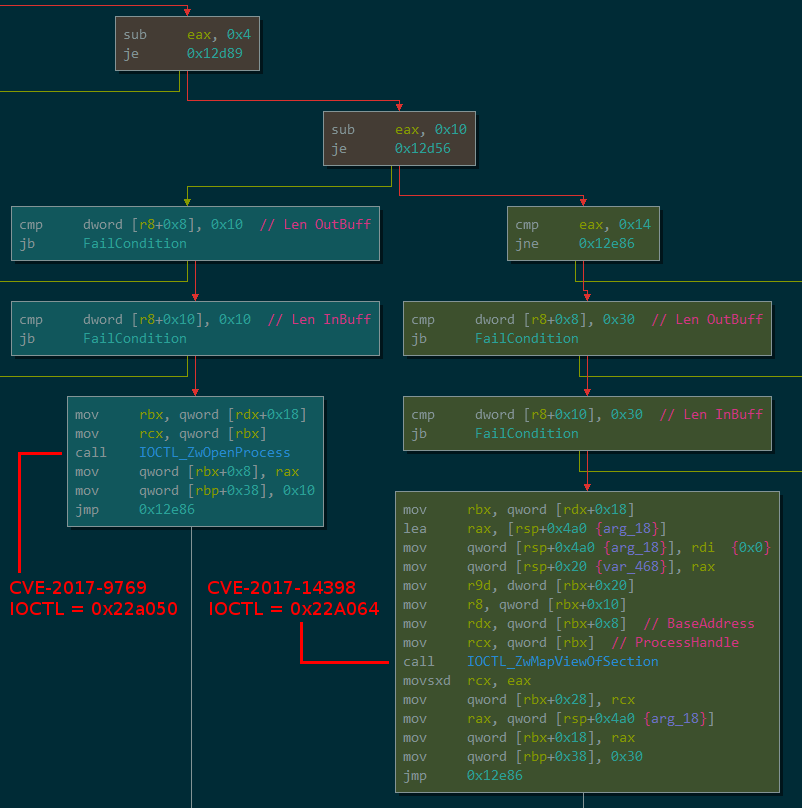 sub eax, 0x4
je 0x12d89
sub eax, 0x10
je 0x12d56
cmp dword [r8+0x8], 0x10 // Len OutBuff
jb FailCondition
cmp eax, 0x14
jne 0x12e86
cmp dword [r8+0x10], 0x10 // Len InBuff
jb FailCondition
cmp dword [r8+0x8], 0x30 // Len OutBuff
jb FailCondition
mov rbx, qword [rdx+0x18]
mov rcx, qword [rbx]
call IOCTL_ZwOpenProcess
mov qword [rbx+0x8], rax
mov qword [rbp+0x38], 0x10
jmp 0x12e86
cmp dword [r8+0x10], 0x30 // Len InBuff
jb FailCondition
mov rbx, qword [rdx+0x18]
lea rax, [rsp+0x4a0 {arg_18}]
mov qword [rsp+0x4a0 {arg_18}], rdi {0x0}
mov qword [rsp+0x20 {var_468}], rax
mov r9d, dword [rbx+0x20]
mov r8, qword [rbx+0x10]
mov rdx, qword [rbx+0x8] // BaseAddress
mov rcx, qword [rbx] // ProcessHandle
call IOCTL_ZwMapViewOfSection
movsxd rcx, eax
mov qword [rbx+0x28], rcx
mov rax, qword [rsp+0x4a0 {arg_18}]
mov qword [rbx+0x18], rax
mov qword [rbp+0x38], 0x30
jmp 0x12e86
CVE-2017-9769
IOCTL = 0x22a050
CVE-2017-14398
IOCTL = 0x22A064